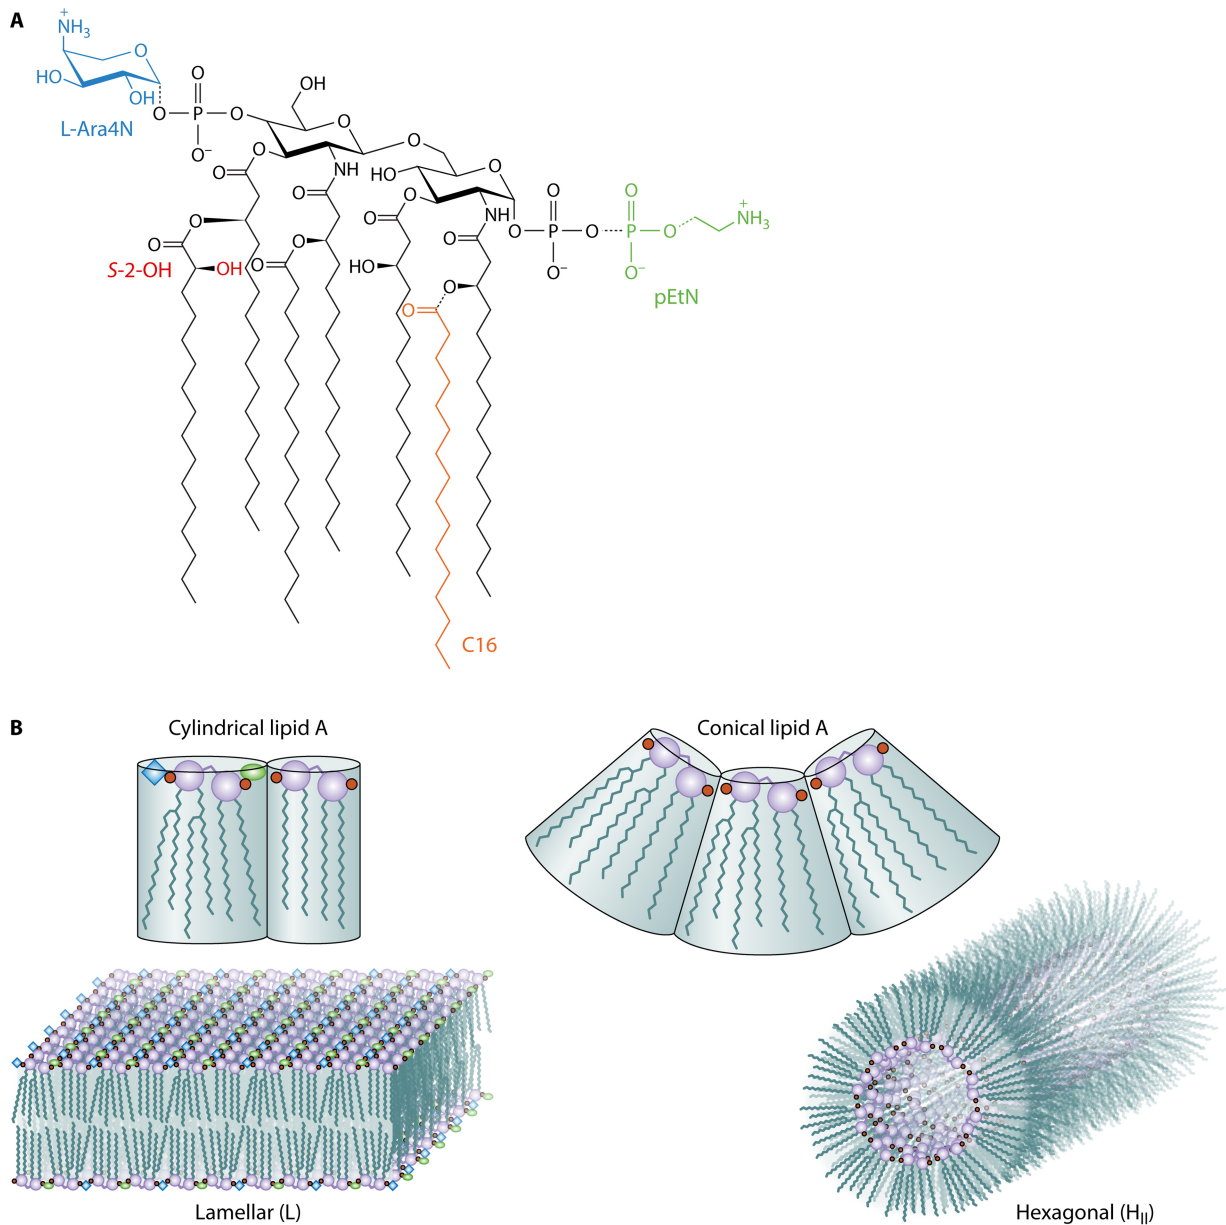 A
+
NH3
O
HO
OH
L-Ara4N
O
O
P
O−
O
OH
O
O
O
O
NH
O
HO
O
O
O
O
NH
O
O
O
P
O−
O
O
P
O−
O
+
NH3
pEtN
O
O
S-2-OH
OH
O
O
HO
O
O
C16
B
Cylindrical lipid A
Conical lipid A
Lamellar (L)
Hexagonal (HII)